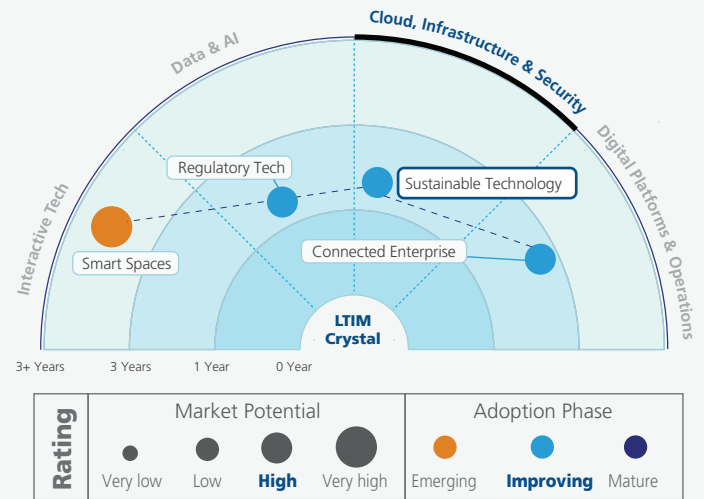 Cloud, Infrastructure & Security
Data & AI
Interactive Tech
Digital Platforms & Operations
Regulatory Tech
Sustainable Technology
Smart Spaces
Connected Enterprise
LTIM
Crystal
3+ Years
3 Years
1 Year
0 Year
Rating
Market Potential
Very low
Low
High
Very high
Adoption Phase
Emerging
Improving
Mature